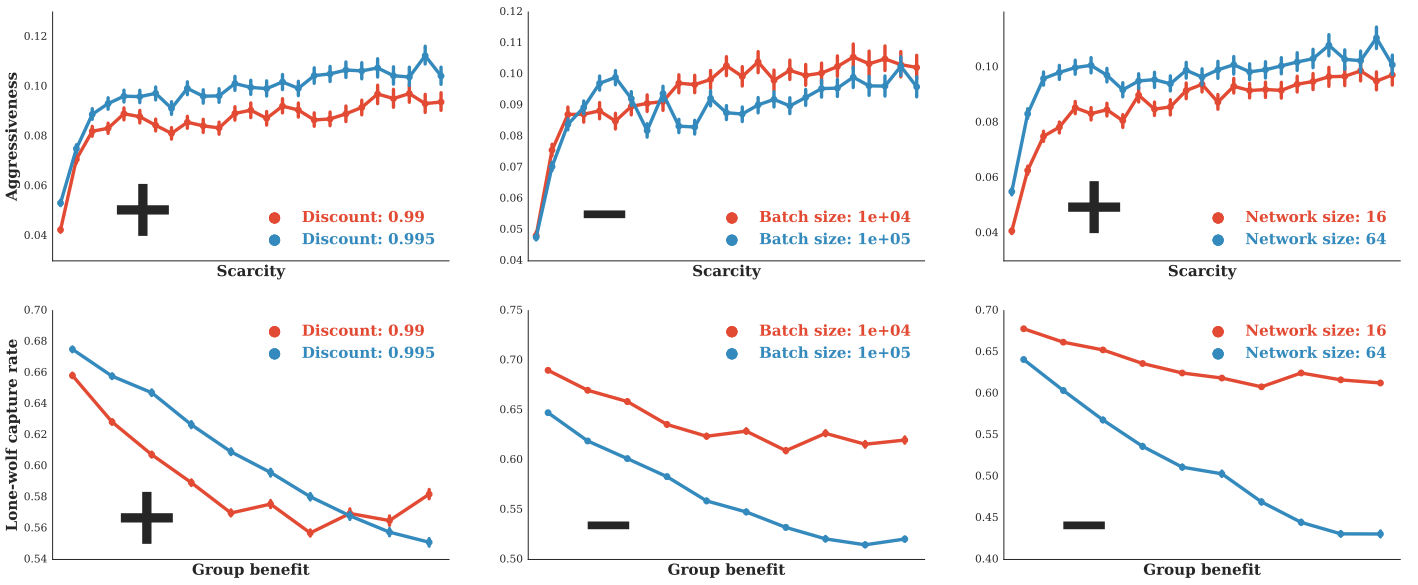 Aggressiveness
0.12
0.10
0.08
0.06
0.04
+
Discount: 0.99
Discount: 0.995
Scarcity
0.12
0.11
0.10
0.09
0.08
0.07
0.06
0.05
0.04
−
Batch size: 1e+04
Batch size: 1e+05
Scarcity
0.10
0.08
0.06
0.04
+
Network size: 16
Network size: 64
Scarcity
Lone-wolf capture rate
0.70
0.68
0.66
0.64
0.62
0.60
0.58
0.56
0.54
Discount: 0.99
Discount: 0.995
+
Group benefit
0.75
0.70
0.65
0.60
0.55
0.50
Batch size: 1e+04
Batch size: 1e+05
−
Group benefit
0.70
0.65
0.60
0.55
0.50
0.45
0.40
Network size: 16
Network size: 64
−
Group benefit